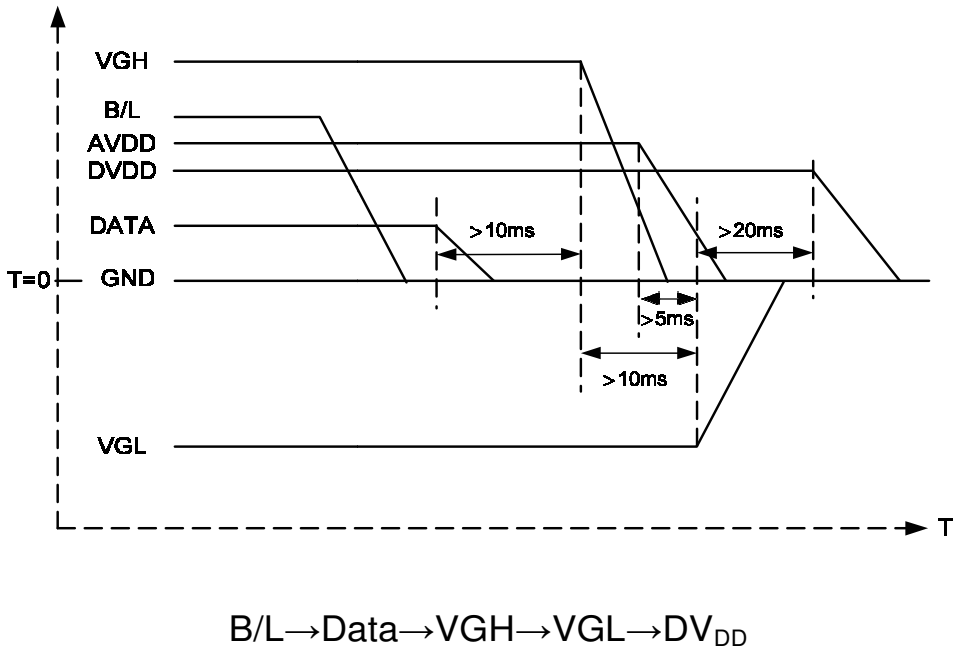 VGH
B/L
AVDD
DVDD
DATA
>10ms
>20ms
T=0
GND
>5ms
>10ms
VGL
T
B/L→Data→VGH→VGL→DVDD